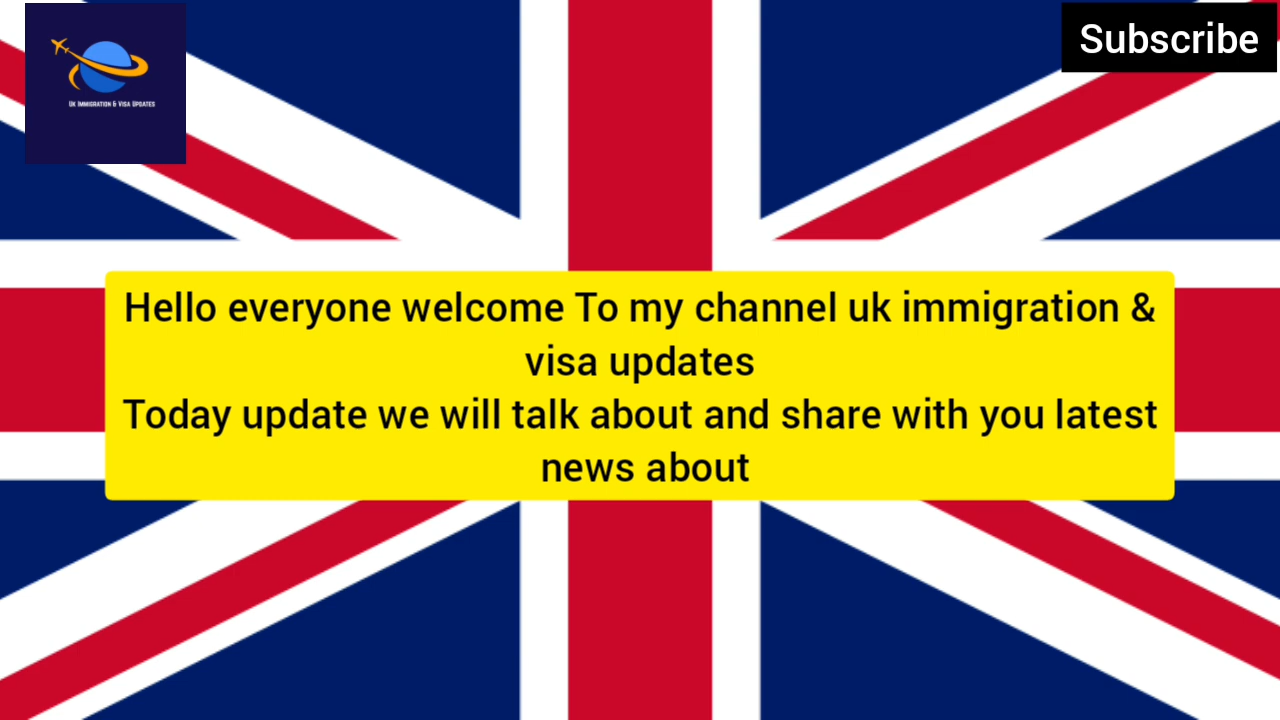 Subscribe
UK IMMIGRATION & VISA UPDATES
Hello everyone welcome To my channel uk immigration &
visa updates
Today update we will talk about and share with you latest
news about